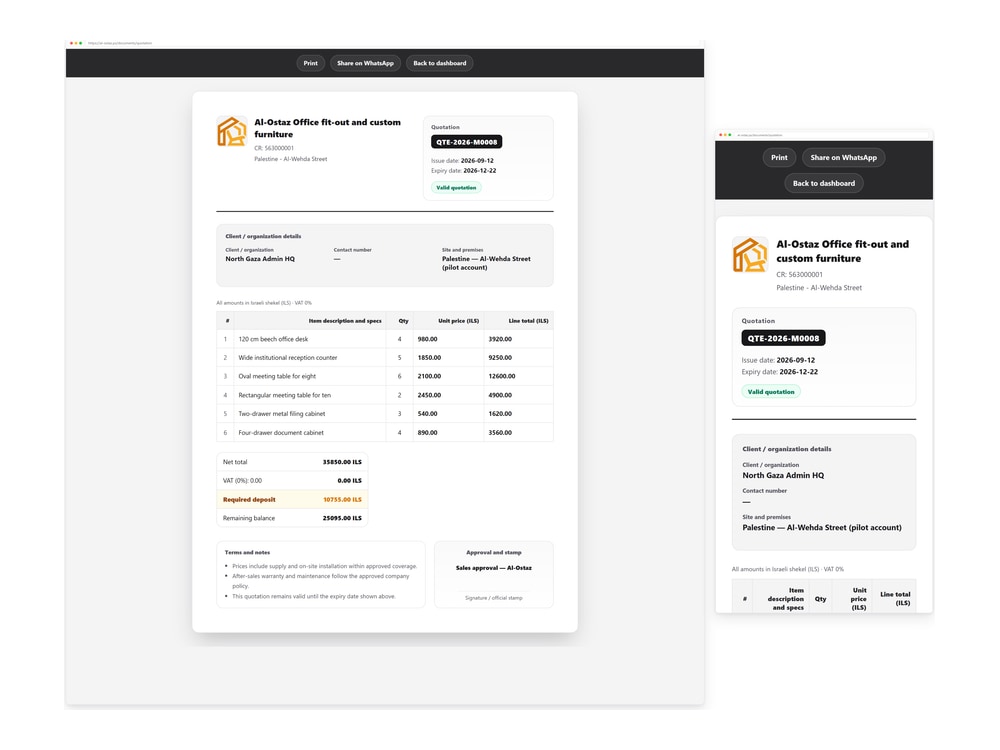 Print Share on WhatsApp Back to dashboard
Al-Ostaz Office fit-out and custom
furniture
CR: 563000001
Palestine - Al-Wehda Street
Quotation
QTE-2026-M0008
Issue date: 2026-09-12
Expiry date: 2026-12-22
Valid quotation
Client / organization details
Client / organization Contact number Site and premises
North Gaza Admin HQ — Palestine — Al-Wehda Street
(pilot account)
All amounts in Israeli shekel (ILS) · VAT 0%
# Item description and specs Qty Unit price (ILS) Line total (ILS)
1 120 cm beech office desk 4 980.00 3920.00
2 Wide institutional reception counter 5 1850.00 9250.00
3 Oval meeting table for eight 6 2100.00 12600.00
4 Rectangular meeting table for ten 2 2450.00 4900.00
5 Two-drawer metal filing cabinet 3 540.00 1620.00
6 Four-drawer document cabinet 4 890.00 3560.00
Net total 35850.00 ILS
VAT (0%): 0.00 0.00 ILS
Required deposit 10755.00 ILS
Remaining balance 25095.00 ILS
Terms and notes
• Prices include supply and on-site installation within approved coverage.
• After-sales warranty and maintenance follow the approved company
policy.
• This quotation remains valid until the expiry date shown above.
Approval and stamp
Sales approval — Al-Ostaz
Signature / official stamp
Print Share on WhatsApp
Back to dashboard
Al-Ostaz Office fit-out and
custom furniture
CR: 563000001
Palestine - Al-Wehda Street
Quotation
QTE-2026-M0008
Issue date: 2026-09-12
Expiry date: 2026-12-22
Valid quotation
Client / organization details
Client / organization
North Gaza Admin HQ
Contact number
—
Site and premises
Palestine — Al-Wehda Street (pilot account)
All amounts in Israeli shekel (ILS) · VAT 0%
# Item description and specs Qty Unit price (ILS) Line total (ILS)